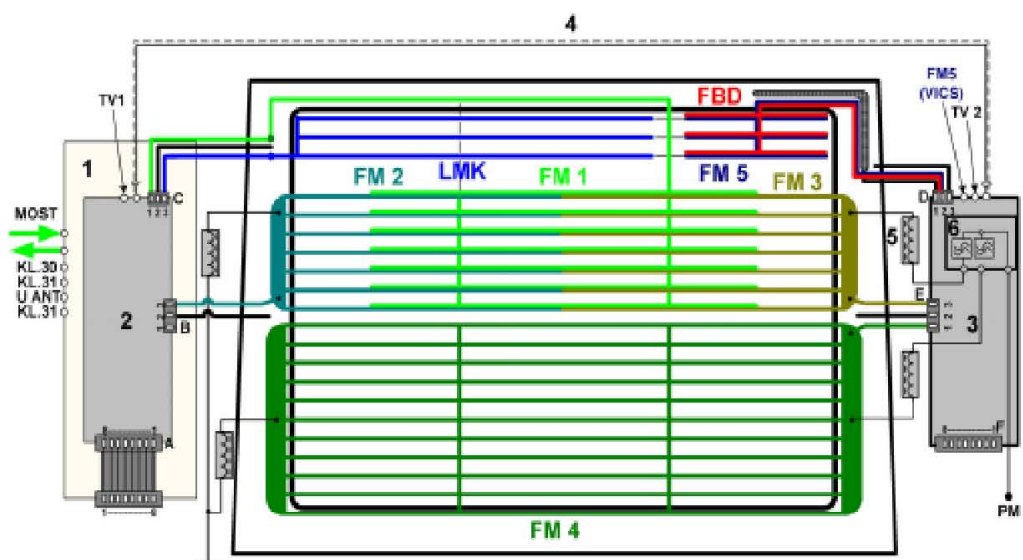 4
TV1
FBD
FM5
(VICS)
TV 2
1
C
1 2 3
LMK
FM 2
FM 1
FM 5
FM 3
D
1 2 3
MOST
5
6
KL.30
KL.31
U ANT
KL.31
2
B
E
3
2
1
3
A
F
FM 4
PM